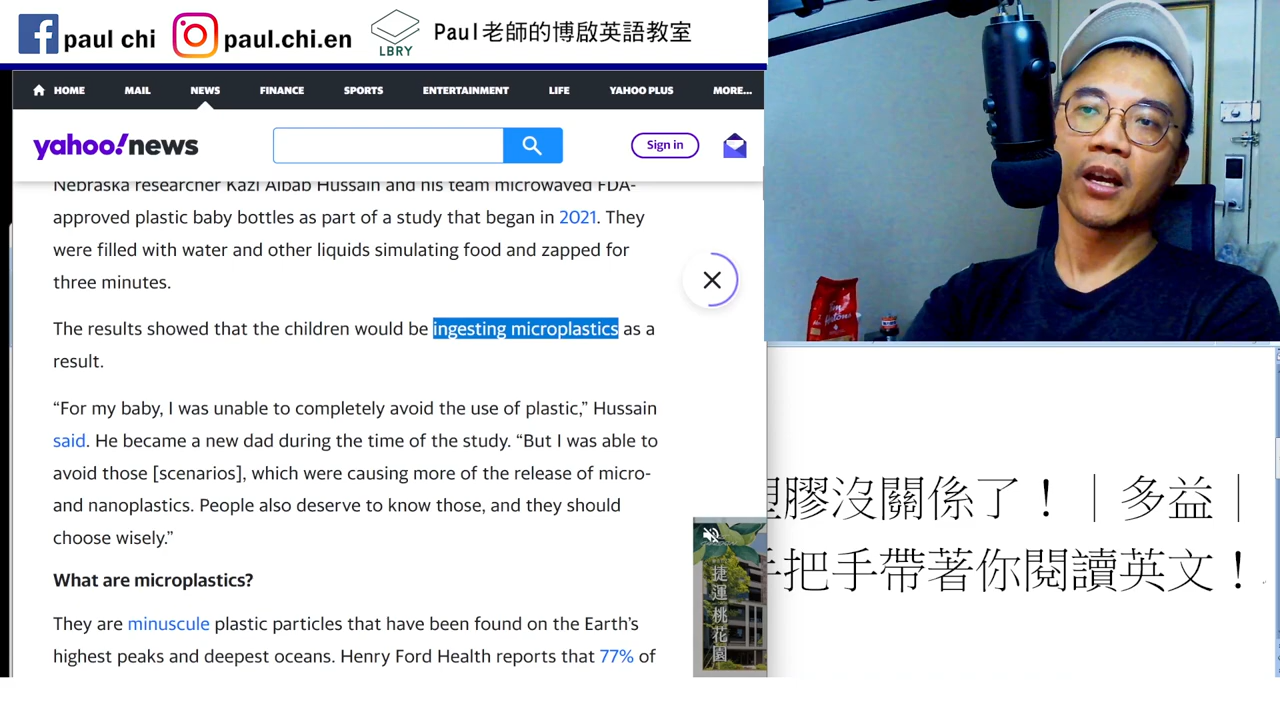 paul chi
paul.chi.en
LBRY
Paul老師的博啟英語教室
HOME MAIL NEWS FINANCE SPORTS ENTERTAINMENT LIFE YAHOO PLUS MORE...
yahoo!news
Sign in
Nebraska researcher Kazi Albab Hussain and his team microwaved FDA-
approved plastic baby bottles as part of a study that began in 2021. They
were filled with water and other liquids simulating food and zapped for
three minutes.
The results showed that the children would be ingesting microplastics as a
result.
“For my baby, I was unable to completely avoid the use of plastic,” Hussain
said. He became a new dad during the time of the study. “But I was able to
avoid those [scenarios], which were causing more of the release of micro-
and nanoplastics. People also deserve to know those, and they should
choose wisely.”
What are microplastics?
They are minuscule plastic particles that have been found on the Earth’s
highest peaks and deepest oceans. Henry Ford Health reports that 77% of
捷運桃花園
塑膠沒關係了！｜多益｜
手把手帶著你閱讀英文！
Tim Hortons